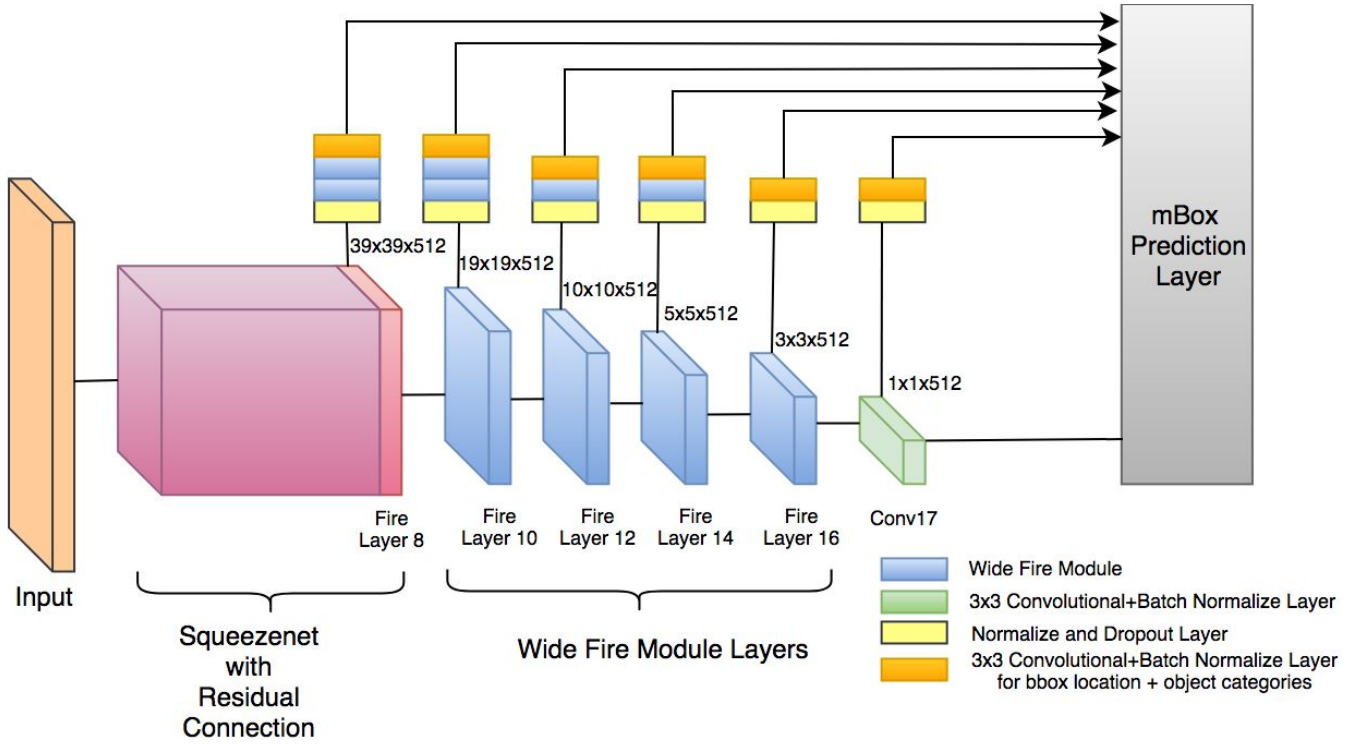 mBox
Prediction
Layer
39x39x512
19x19x512
10x10x512
5x5x512
3x3x512
1x1x512
Fire
Layer 8
Fire
Layer 10
Fire
Layer 12
Fire
Layer 14
Fire
Layer 16
Conv17
Input
Squeezenet
with
Residual
Connection
Wide Fire Module Layers
Wide Fire Module
3x3 Convolutional+Batch Normalize Layer
Normalize and Dropout Layer
3x3 Convolutional+Batch Normalize Layer
for bbox location + object categories